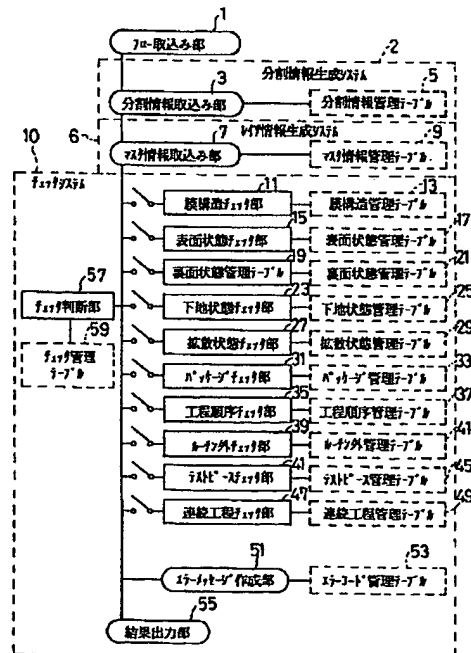 1
フロー取込み部
2
分割情報生成システム
3
5
分割情報取込み部
分割情報管理テーブル
6
レイア情報生成システム
7
9
マスタ情報取込み部
マスタ情報管理テーブル
10
チェックシステム
11
13
膜構造チェック部
膜構造管理テーブル
15
17
表面状態チェック部
表面状態管理テーブル
19
21
裏面状態管理テーブル
裏面状態管理テーブル
23
25
下地状態チェック部
下地状態管理テーブル
57
チェック判断部
59
チェック管理
テーブル
27
29
拡散状態チェック部
拡散状態管理テーブル
31
33
パッケージチェック部
パッケージ管理テーブル
35
37
工程順序チェック部
工程順序管理テーブル
39
41
ルーチン外チェック部
ルーチン外管理テーブル
41
45
テストピースチェック部
テストピース管理テーブル
47
49
連続工程チェック部
連続工程管理テーブル
51
53
エラーメッセージ作成部
エラーコード管理テーブル
55
結果出力部